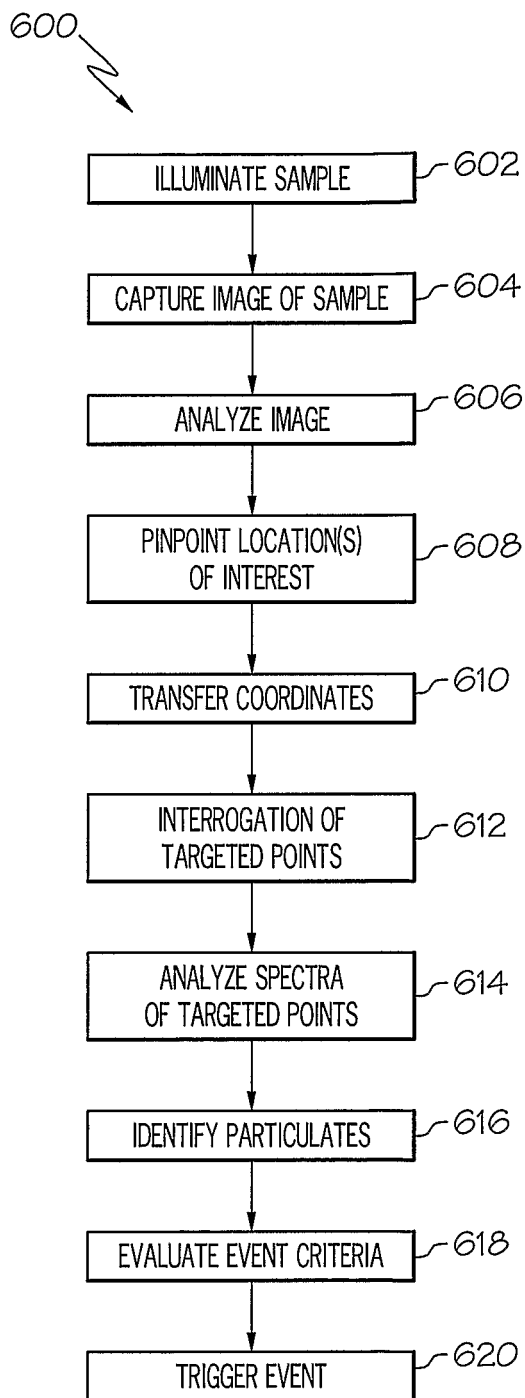 600
ILLUMINATE SAMPLE 602
CAPTURE IMAGE OF SAMPLE 604
ANALYZE IMAGE 606
PINPOINT LOCATION(S)
OF INTEREST 608
TRANSFER COORDINATES 610
INTERROGATION OF
TARGETED POINTS 612
ANALYZE SPECTRA
OF TARGETED POINTS 614
IDENTIFY PARTICULATES 616
EVALUATE EVENT CRITERIA 618
TRIGGER EVENT 620